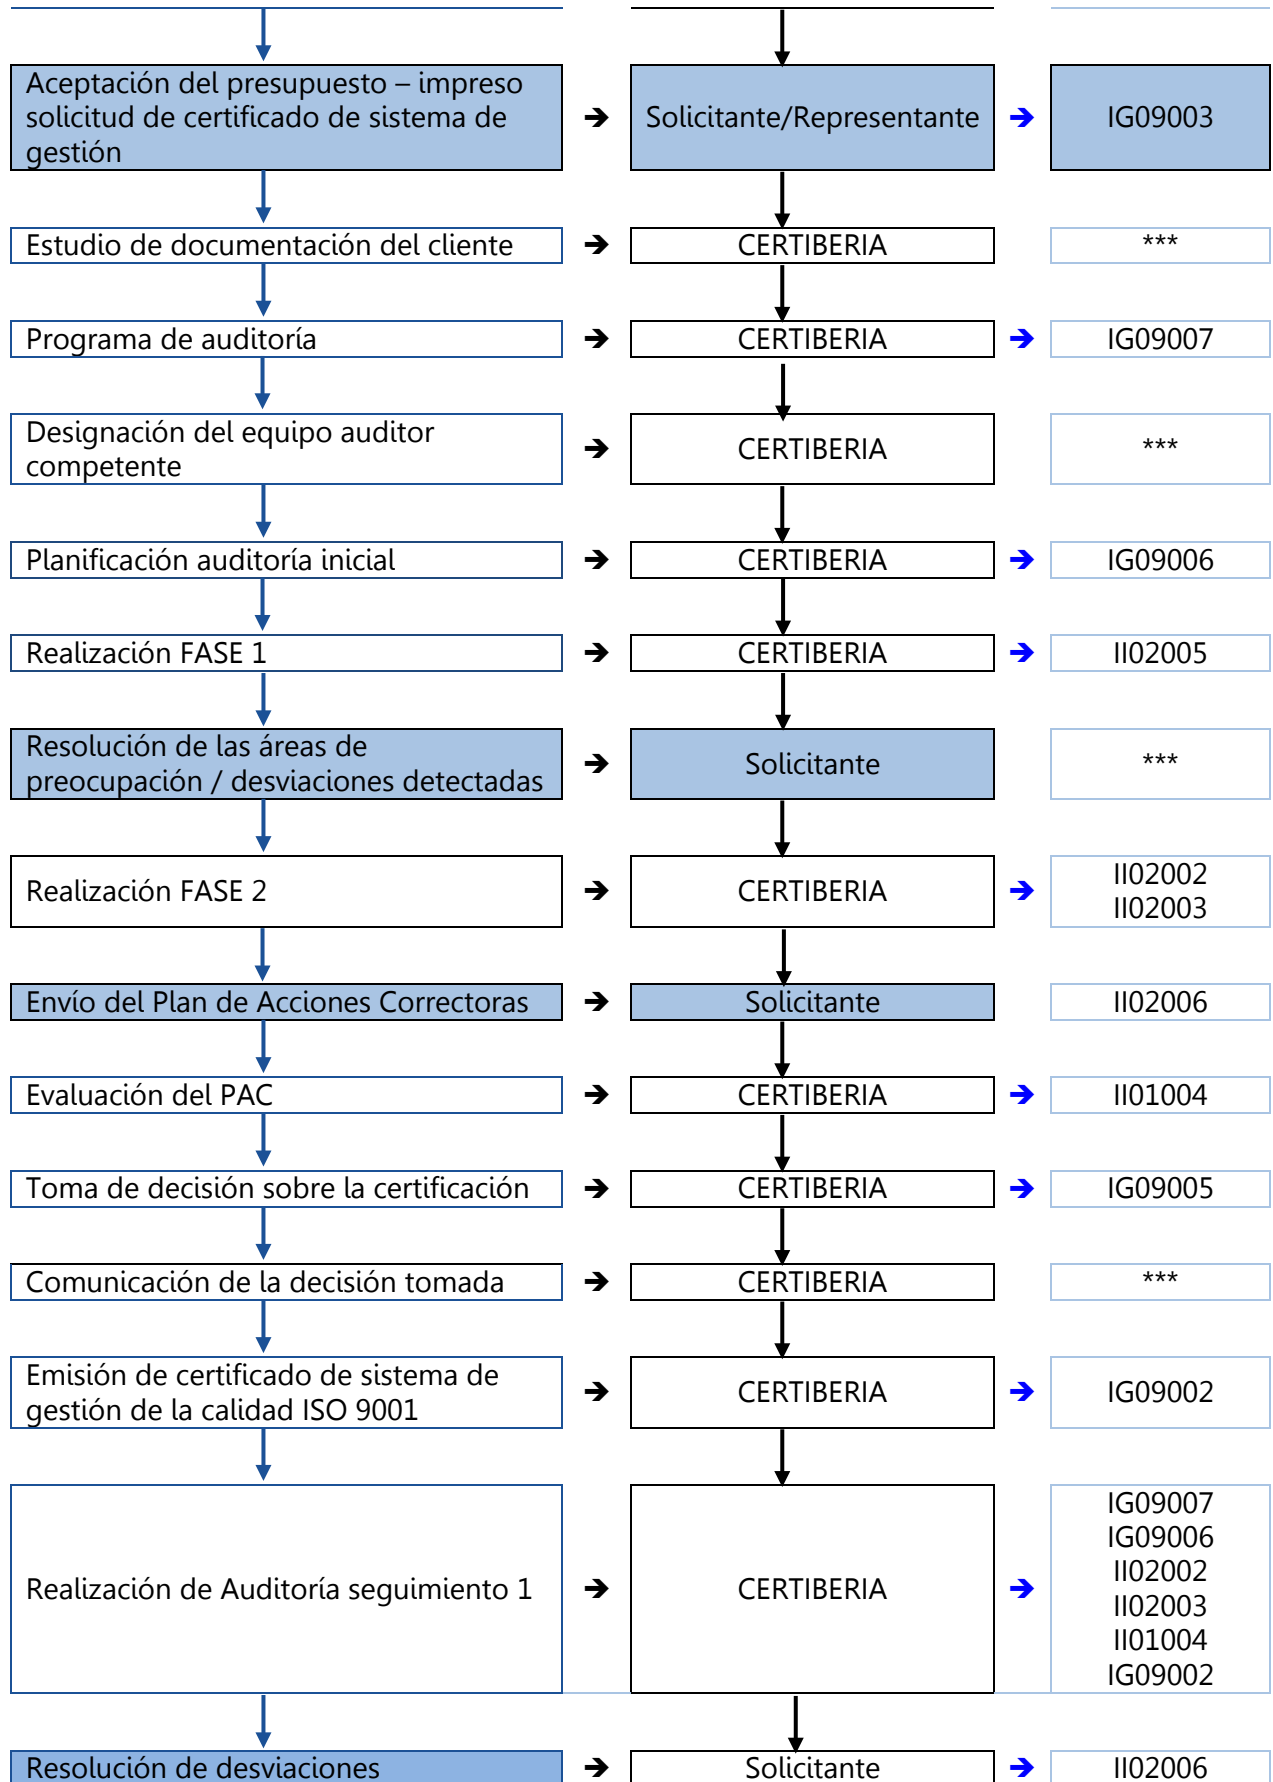 Aceptación del presupuesto – impreso
solicitud de certificado de sistema de
gestión
➔ Solicitante/Representante ➔ IG09003
Estudio de documentación del cliente ➔ CERTIBERIA ***
Programa de auditoría ➔ CERTIBERIA ➔ IG09007
Designación del equipo auditor
competente
➔ CERTIBERIA ***
Planificación auditoría inicial ➔ CERTIBERIA ➔ IG09006
Realización FASE 1 ➔ CERTIBERIA ➔ II02005
Resolución de las áreas de
preocupación / desviaciones detectadas
➔ Solicitante ***
Realización FASE 2 ➔ CERTIBERIA ➔ II02002
II02003
Envío del Plan de Acciones Correctoras ➔ Solicitante II02006
Evaluación del PAC ➔ CERTIBERIA ➔ II01004
Toma de decisión sobre la certificación ➔ CERTIBERIA ➔ IG09005
Comunicación de la decisión tomada ➔ CERTIBERIA ***
Emisión de certificado de sistema de
gestión de la calidad ISO 9001
➔ CERTIBERIA ➔ IG09002
Realización de Auditoría seguimiento 1 ➔ CERTIBERIA ➔ IG09007
IG09006
II02002
II02003
II01004
IG09002
Resolución de desviaciones ➔ Solicitante ➔ II02006